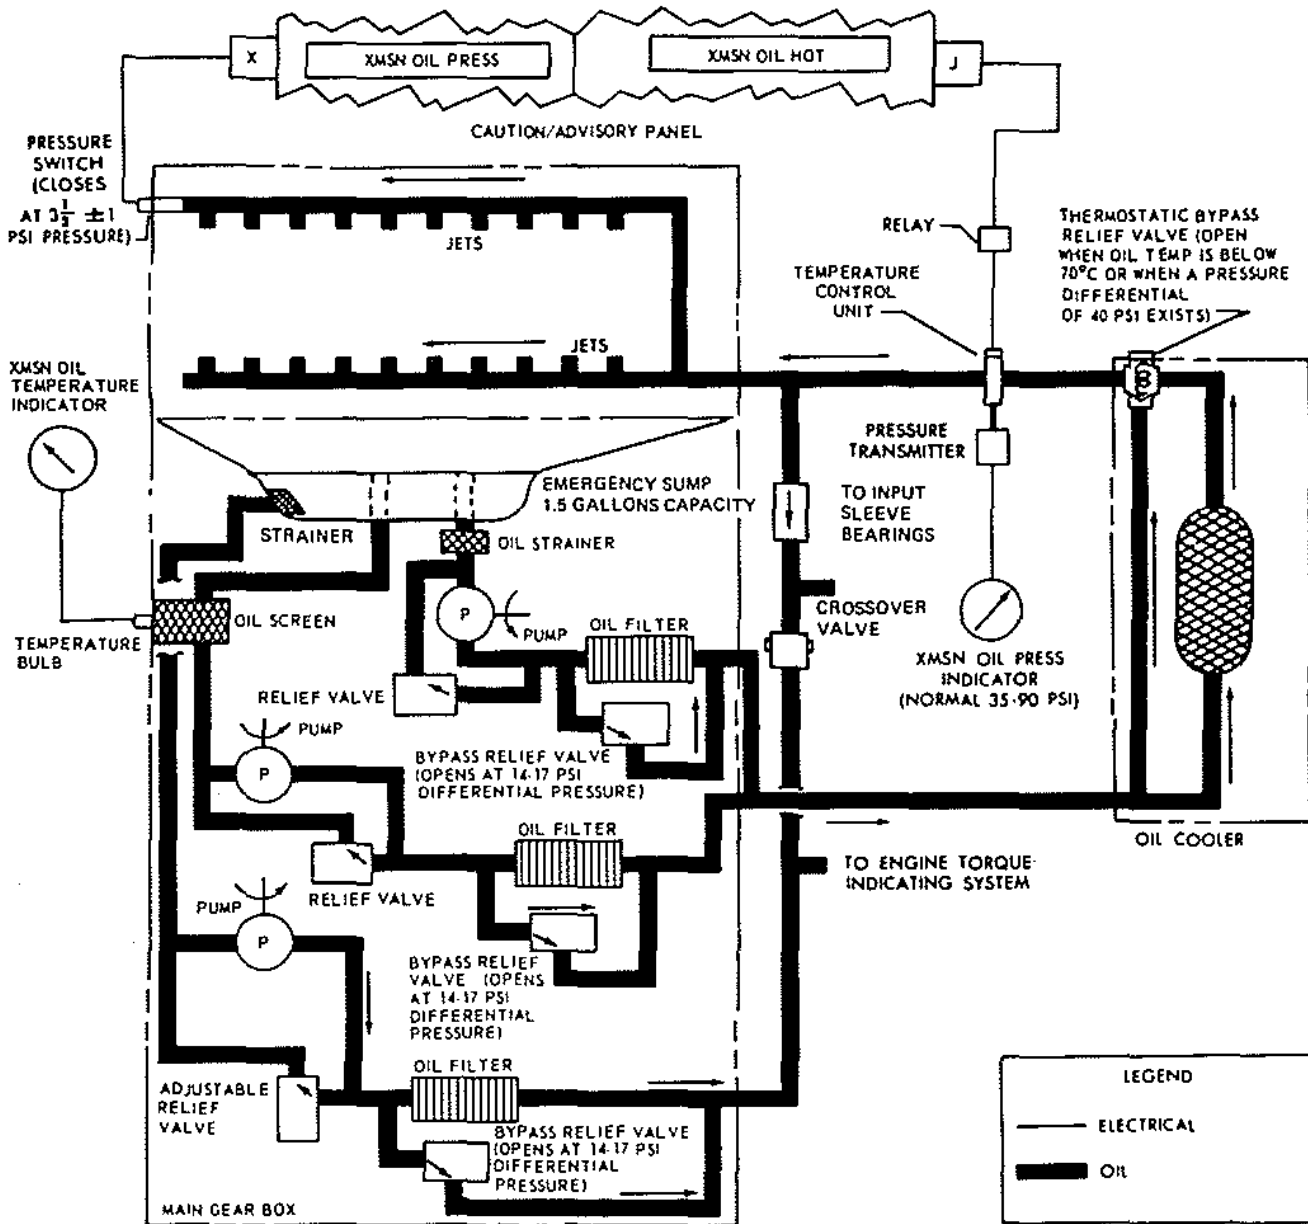 X
XMSN OIL PRESS
XMSN OIL HOT
J
CAUTION/ADVISORY PANEL
PRESSURE
SWITCH
(CLOSES
AT 3½ ±1
PSI PRESSURE)
JETS
RELAY
TEMPERATURE
CONTROL
UNIT
THERMOSTATIC BYPASS
RELIEF VALVE (OPEN
WHEN OIL TEMP IS BELOW
70°C OR WHEN A PRESSURE
DIFFERENTIAL
OF 40 PSI EXISTS)
JETS
XMSN OIL
TEMPERATURE
INDICATOR
PRESSURE
TRANSMITTER
EMERGENCY SUMP
1.5 GALLONS CAPACITY
TO INPUT
SLEEVE
BEARINGS
STRAINER
OIL STRAINER
TEMPERATURE
BULB
OIL SCREEN
P
PUMP
OIL FILTER
CROSSOVER
VALVE
XMSN OIL PRESS
INDICATOR
(NORMAL 35-90 PSI)
RELIEF VALVE
PUMP
P
BYPASS RELIEF VALVE
(OPENS AT 14-17 PSI
DIFFERENTIAL PRESSURE)
OIL FILTER
OIL COOLER
RELIEF VALVE
TO ENGINE TORQUE
INDICATING SYSTEM
PUMP
P
BYPASS RELIEF
VALVE (OPENS
AT 14-17 PSI
DIFFERENTIAL
PRESSURE)
OIL FILTER
ADJUSTABLE
RELIEF
VALVE
BYPASS RELIEF VALVE
(OPENS AT 14-17 PSI
DIFFERENTIAL
PRESSURE)
MAIN GEAR BOX
LEGEND
ELECTRICAL
OIL